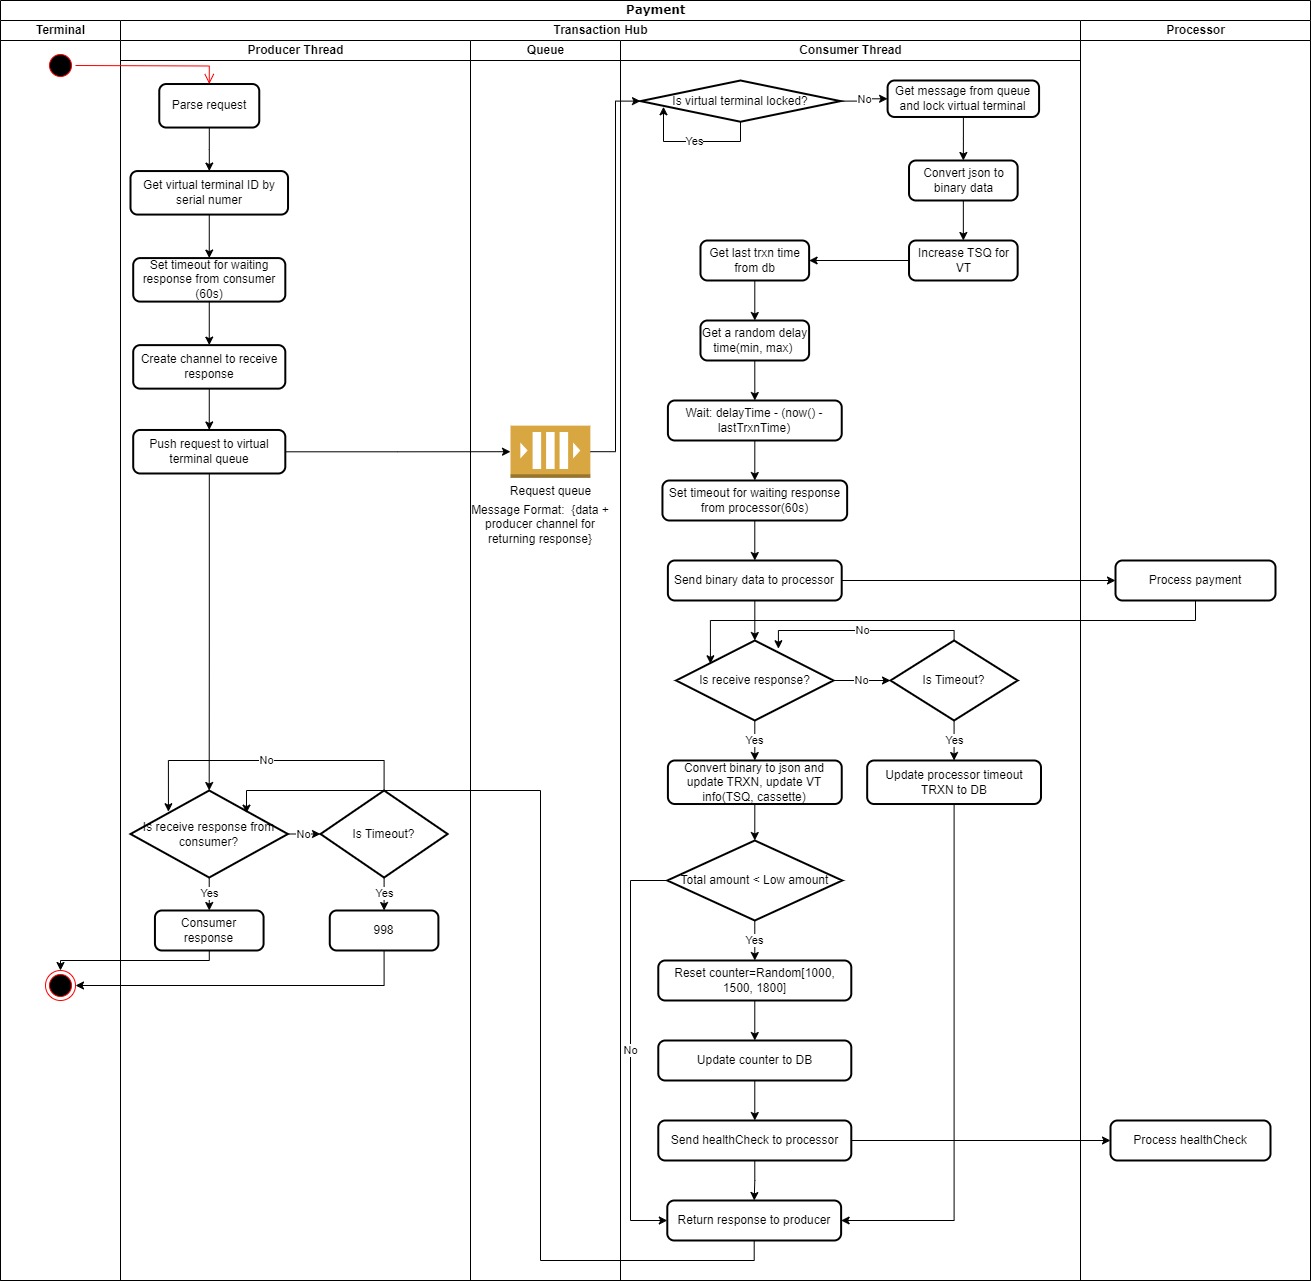 Payment
Terminal
Transaction Hub
Processor
Producer Thread
Queue
Consumer Thread
Parse request
Get virtual terminal ID by
serial numer
Set timeout for waiting
response from consumer
(60s)
Create channel to receive
response
Push request to virtual
terminal queue
Request queue
Message Format: {data +
producer channel for
returning response}
Is virtual terminal locked?
No
Yes
Get message from queue
and lock virtual terminal
Convert json to
binary data
Increase TSQ for
VT
Get last trxn time
from db
Get a random delay
time(min, max)
Wait: delayTime - (now() -
lastTrxnTime)
Set timeout for waiting response
from processor(60s)
Send binary data to processor
Process payment
No
Is receive response?
No
Is Timeout?
Yes
Yes
Convert binary to json and
update TRXN, update VT
info(TSQ, cassette)
Update processor timeout
TRXN to DB
No
Is receive response from
consumer?
No
Is Timeout?
Yes
Yes
Consumer
response
998
Total amount < Low amount
Yes
No
Reset counter=Random[1000,
1500, 1800]
Update counter to DB
Send healthCheck to processor
Process healthCheck
Return response to producer